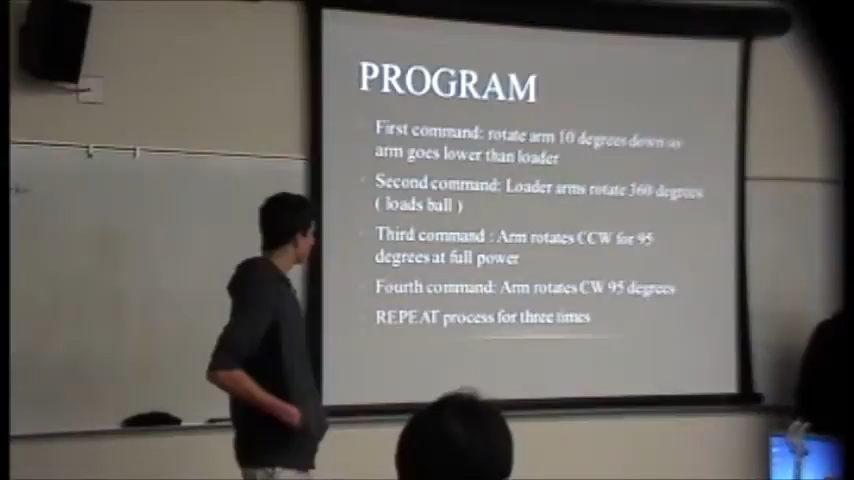 PROGRAM
First command: rotate arm 10 degrees down so
arm goes lower than loader
Second command: Loader arms rotate 360 degrees
( loads ball )
Third command : Arm rotates CCW for 95
degrees at full power
Fourth command: Arm rotates CW 95 degrees
REPEAT process for three times